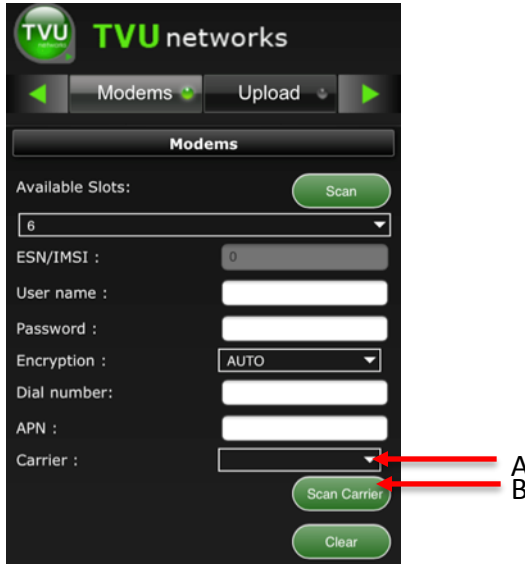 TVU
networks
TVU networks
Modems
Upload
Modems
Available Slots:
Scan
6
ESN/IMSI :
0
User name :
Password :
Encryption :
AUTO
Dial number:
APN :
Carrier :
A
B
Scan Carrier
Clear